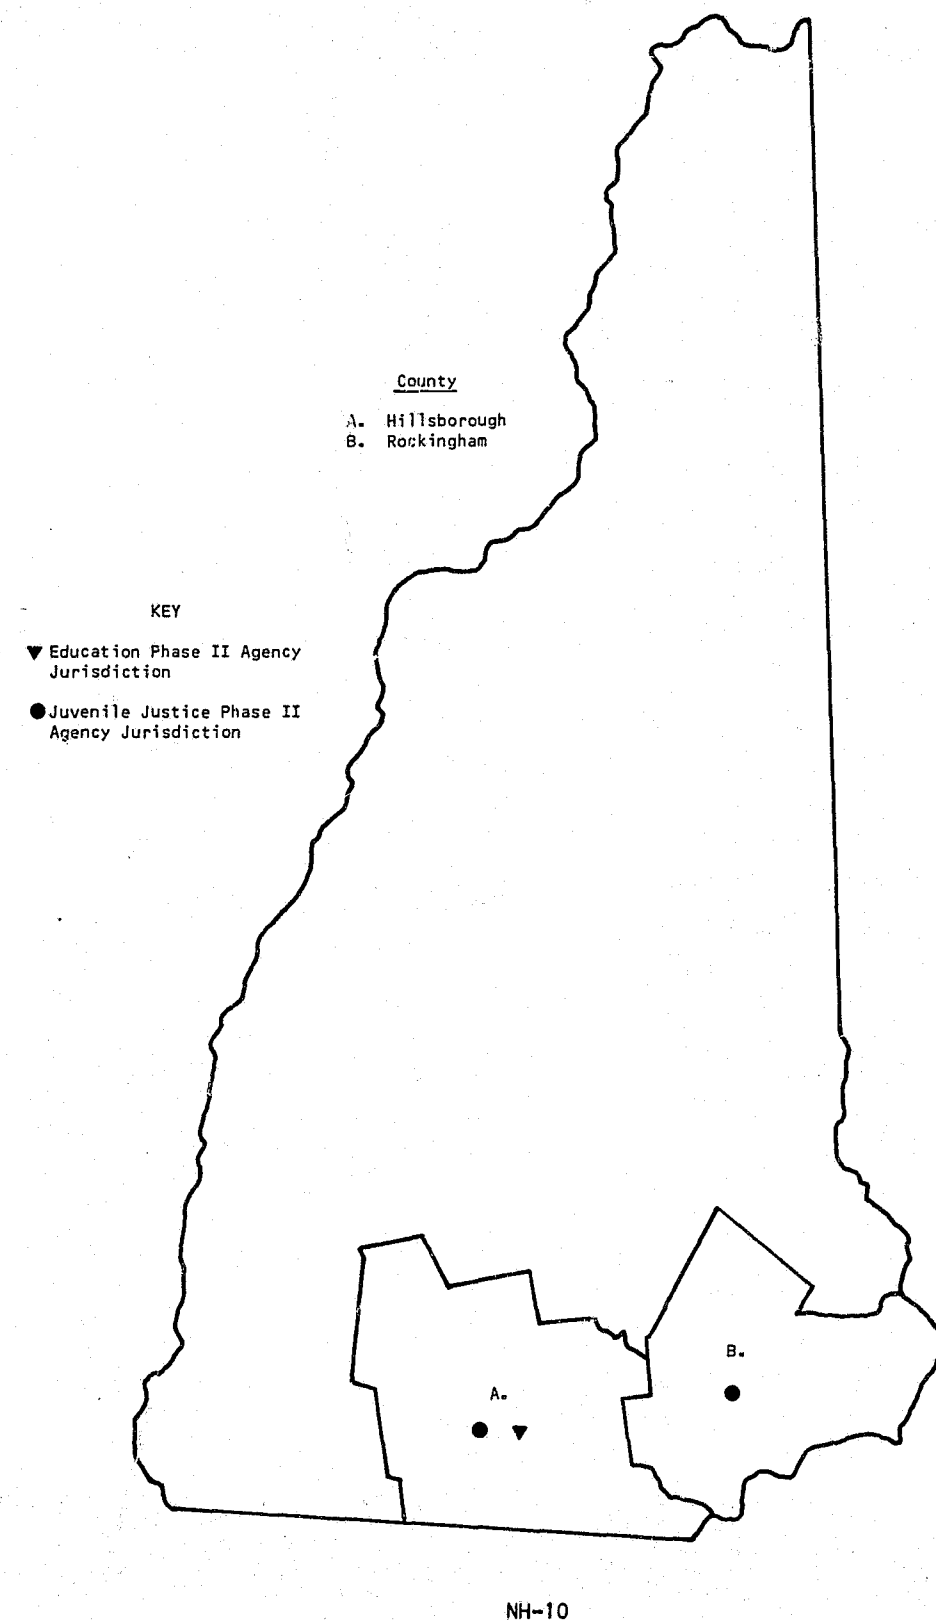 County
A. Hillsborough
B. Rockingham
KEY
Education Phase II Agency
Jurisdiction
Juvenile Justice Phase II
Agency Jurisdiction
B.
A.
NH-10